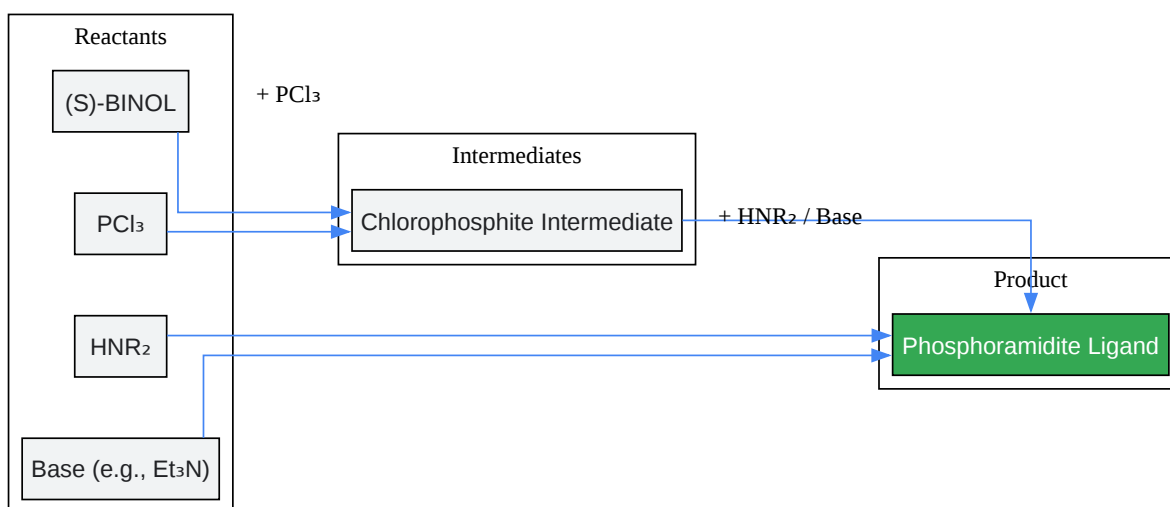 Reactants
(S)-BINOL
+ PCl₃
Intermediates
PCl₃
Chlorophosphite Intermediate
+ HNR₂ / Base
Product
HNR₂
Phosphoramidite Ligand
Base (e.g., Et₃N)